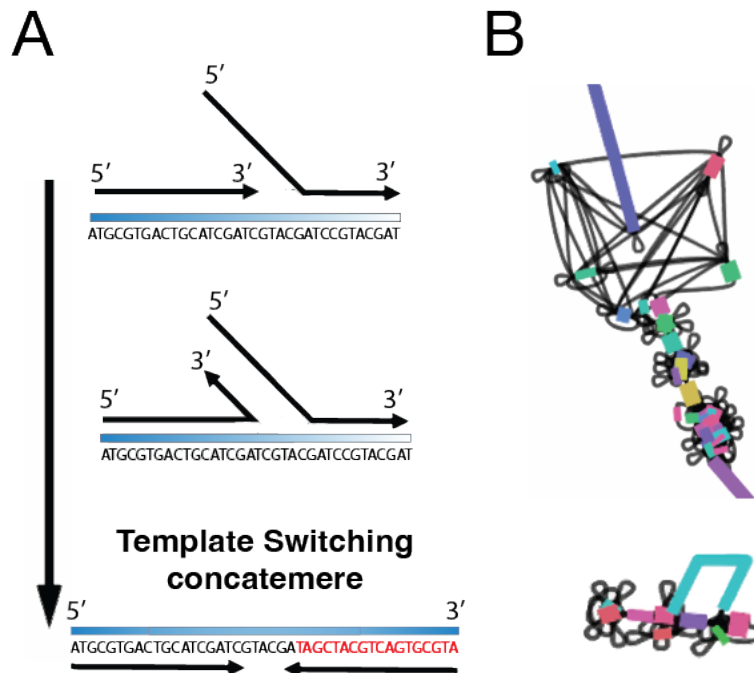 A
B
5′
5′ 3′ 3′
ATGCGTGACTGCATCGATCGTACGATCCGTACGAT
5′
3′
5′ 3′
ATGCGTGACTGCATCGATCGTACGATCCGTACGAT
Template Switching
concatemere
5′ 3′
ATGCGTGACTGCATCGATCGTACGATAGCTACGTCAGTGCGTA